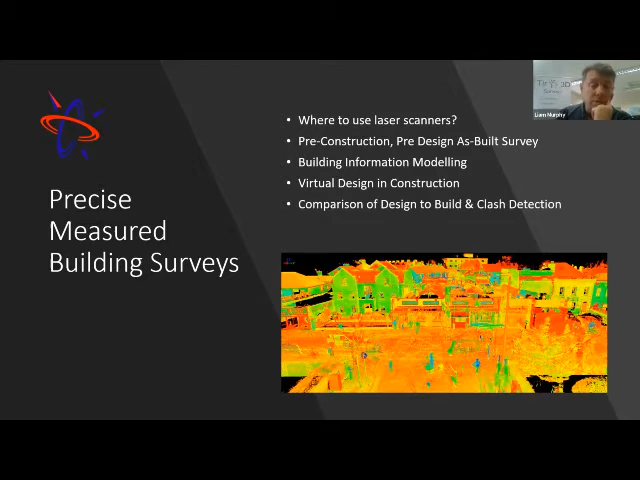 Precise
Measured
Building Surveys
• Where to use laser scanners?
• Pre-Construction, Pre Design As-Built Survey
• Building Information Modelling
• Virtual Design in Construction
• Comparison of Design to Build & Clash Detection
Liam Murphy